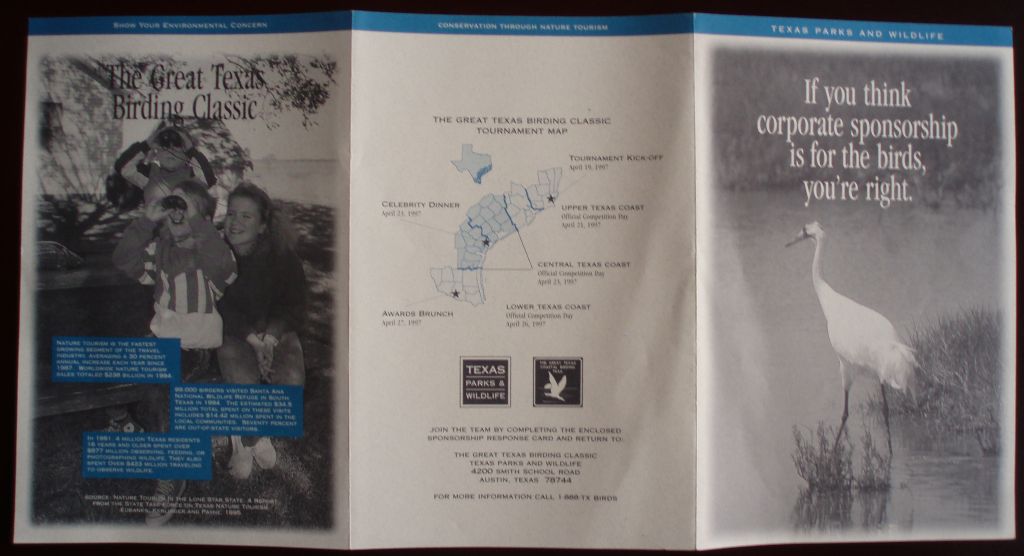 SHOW YOUR ENVIRONMENTAL CONCERN
The Great Texas
Birding Classic
NATURE TOURISM IS THE FASTEST
GROWING SEGMENT OF THE TRAVEL
INDUSTRY, AVERAGING A 30 PERCENT
ANNUAL INCREASE EACH YEAR SINCE
1987. WORLDWIDE NATURE TOURISM
SALES TOTALED $238 BILLION IN 1994.
99,000 BIRDERS VISITED SANTA ANA
NATIONAL WILDLIFE REFUGE IN SOUTH
TEXAS IN 1994. THE ESTIMATED $34.5
MILLION TOTAL SPENT ON THESE VISITS
INCLUDES $14.42 MILLION SPENT IN THE
LOCAL COMMUNITIES. SEVENTY PERCENT
ARE OUT-OF-STATE VISITORS.
IN 1991, 4 MILLION TEXAS RESIDENTS
16 YEARS AND OLDER SPENT OVER
$877 MILLION OBSERVING, FEEDING, OR
PHOTOGRAPHING WILDLIFE. THEY ALSO
SPENT OVER $423 MILLION TRAVELING
TO OBSERVE WILDLIFE.
SOURCE: NATURE TOURISM IN THE LONE STAR STATE, A REPORT
FROM THE STATE TASK FORCE ON TEXAS NATURE TOURISM,
EUBANKS, KERLINGER AND PAYNE, 1995.
CONSERVATION THROUGH NATURE TOURISM
THE GREAT TEXAS BIRDING CLASSIC
TOURNAMENT MAP
TOURNAMENT KICK-OFF
April 19, 1997
CELEBRITY DINNER
April 23, 1997
UPPER TEXAS COAST
Official Competition Day
April 21, 1997
CENTRAL TEXAS COAST
Official Competition Day
April 23, 1997
LOWER TEXAS COAST
Official Competition Day
April 26, 1997
AWARDS BRUNCH
April 27, 1997
TEXAS
PARKS &
WILDLIFE
THE GREAT TEXAS
COASTAL BIRDING
TRAIL
JOIN THE TEAM BY COMPLETING THE ENCLOSED
SPONSORSHIP RESPONSE CARD AND RETURN TO:
THE GREAT TEXAS BIRDING CLASSIC
TEXAS PARKS AND WILDLIFE
4200 SMITH SCHOOL ROAD
AUSTIN, TEXAS 78744
FOR MORE INFORMATION CALL 1-888-TX BIRDS
TEXAS PARKS AND WILDLIFE
If you think
corporate sponsorship
is for the birds,
you're right.